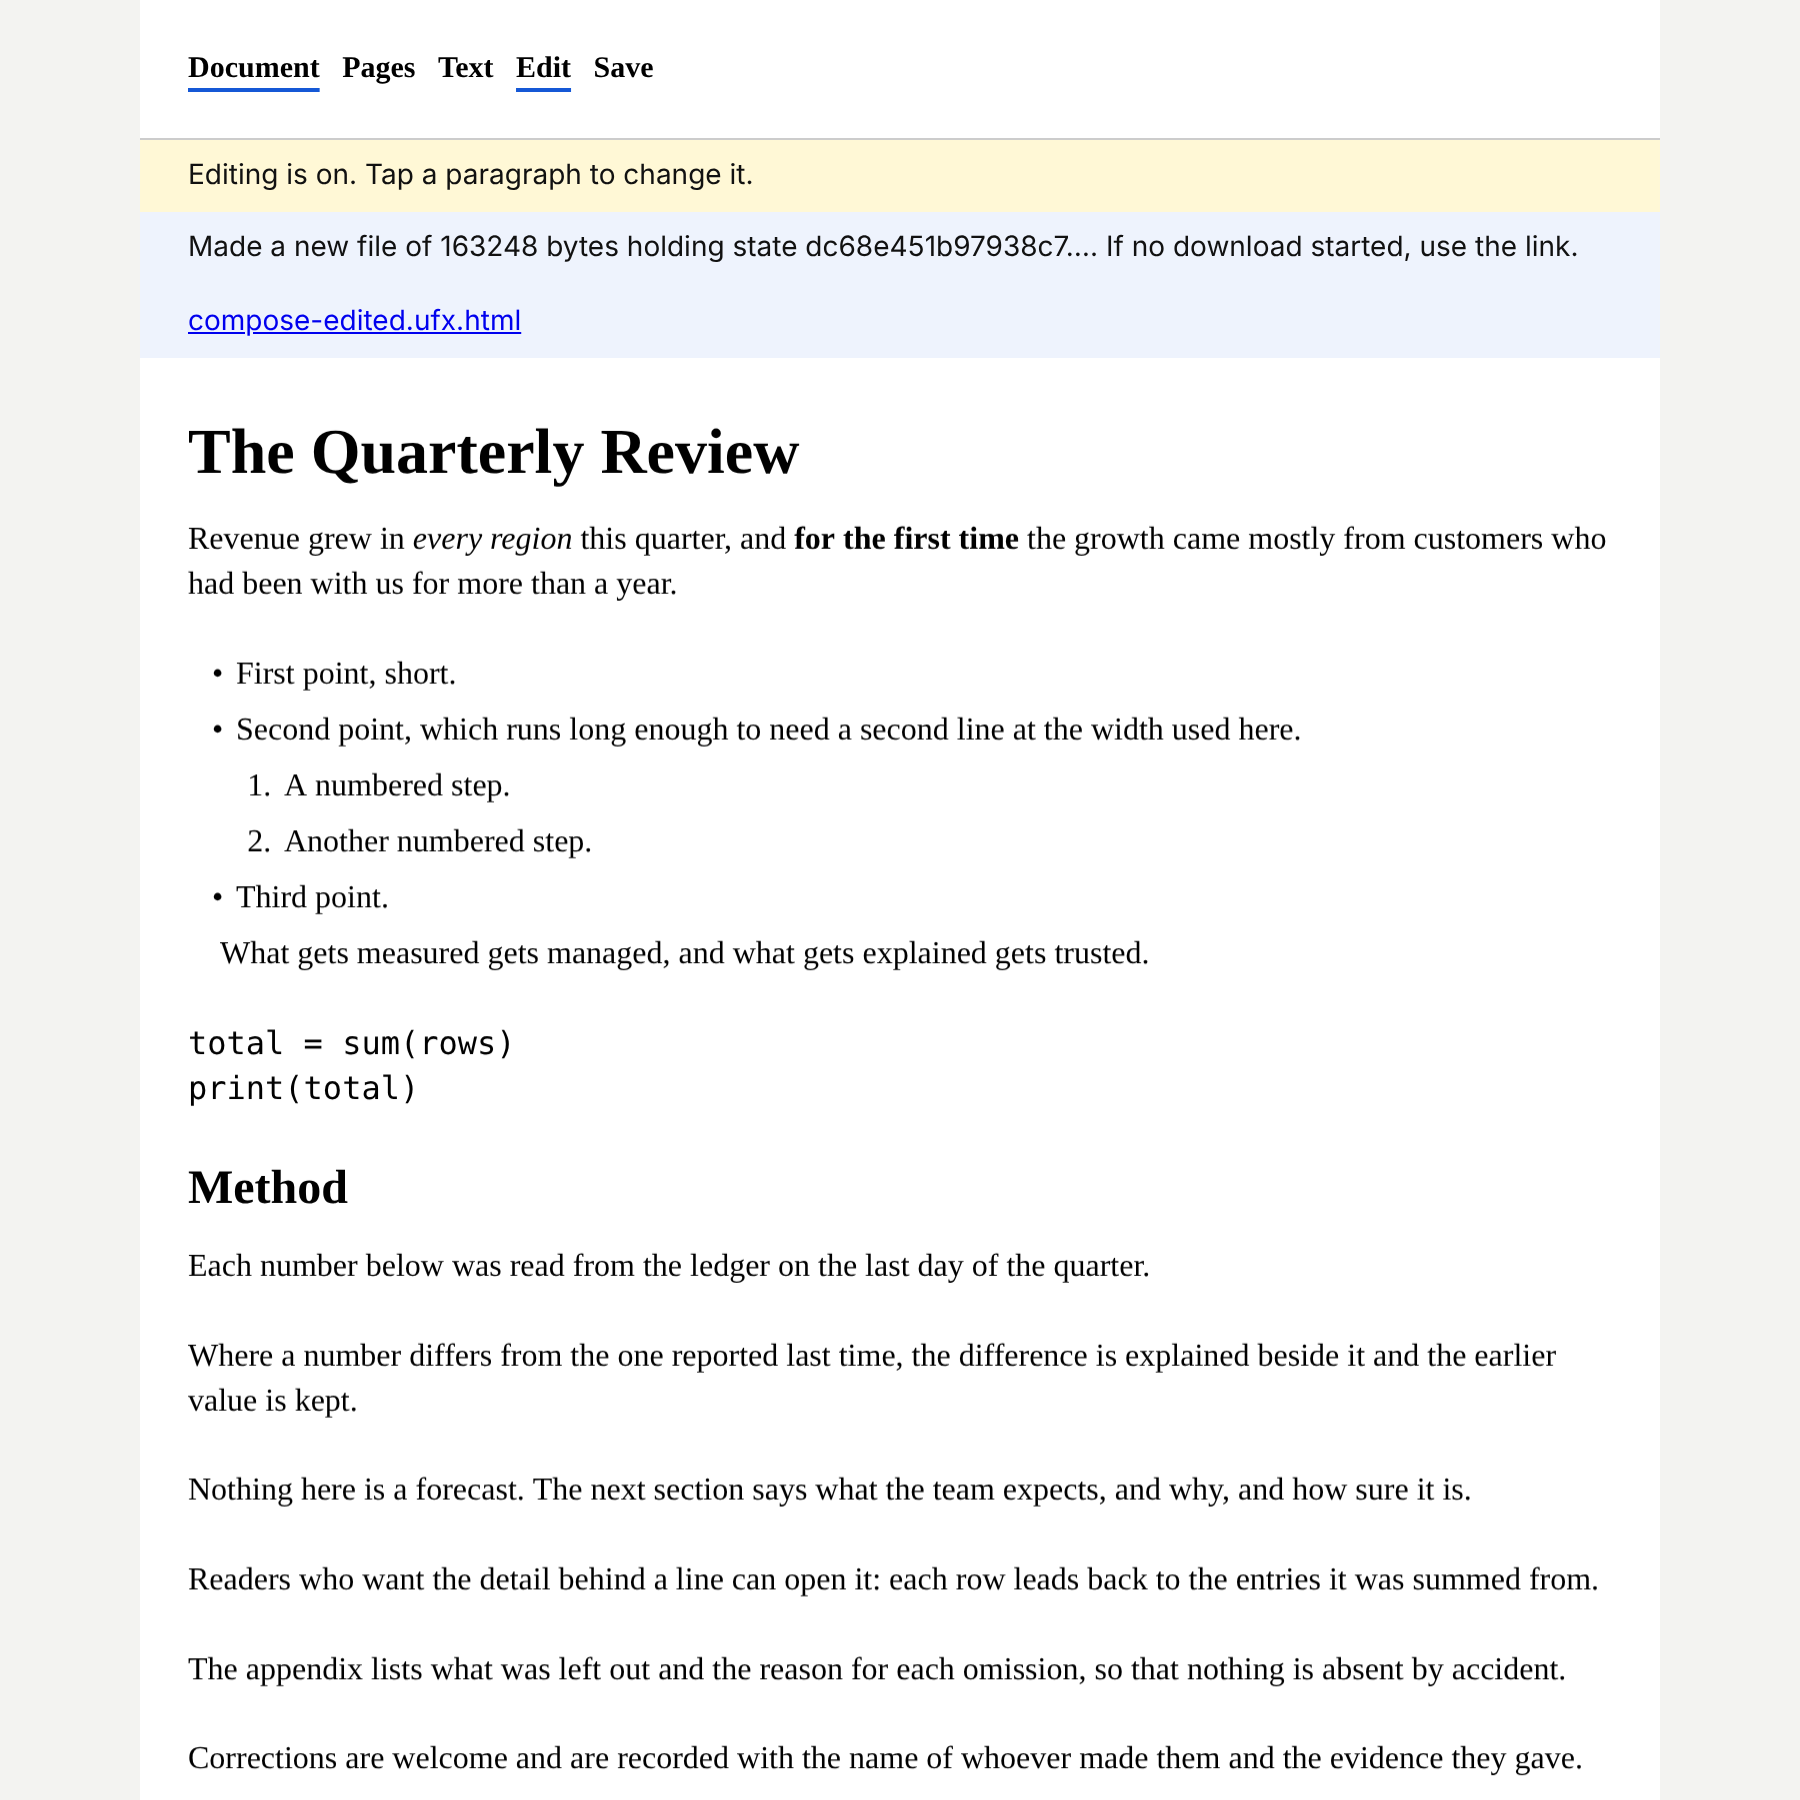 Document Pages Text Edit Save
Editing is on. Tap a paragraph to change it.
Made a new file of 163248 bytes holding state dc68e451b97938c7.... If no download started, use the link.
compose-edited.ufx.html
The Quarterly Review
Revenue grew in every region this quarter, and for the first time the growth came mostly from customers who
had been with us for more than a year.
• First point, short.
• Second point, which runs long enough to need a second line at the width used here.
1. A numbered step.
2. Another numbered step.
• Third point.
What gets measured gets managed, and what gets explained gets trusted.
total = sum(rows)
print(total)
Method
Each number below was read from the ledger on the last day of the quarter.
Where a number differs from the one reported last time, the difference is explained beside it and the earlier
value is kept.
Nothing here is a forecast. The next section says what the team expects, and why, and how sure it is.
Readers who want the detail behind a line can open it: each row leads back to the entries it was summed from.
The appendix lists what was left out and the reason for each omission, so that nothing is absent by accident.
Corrections are welcome and are recorded with the name of whoever made them and the evidence they gave.